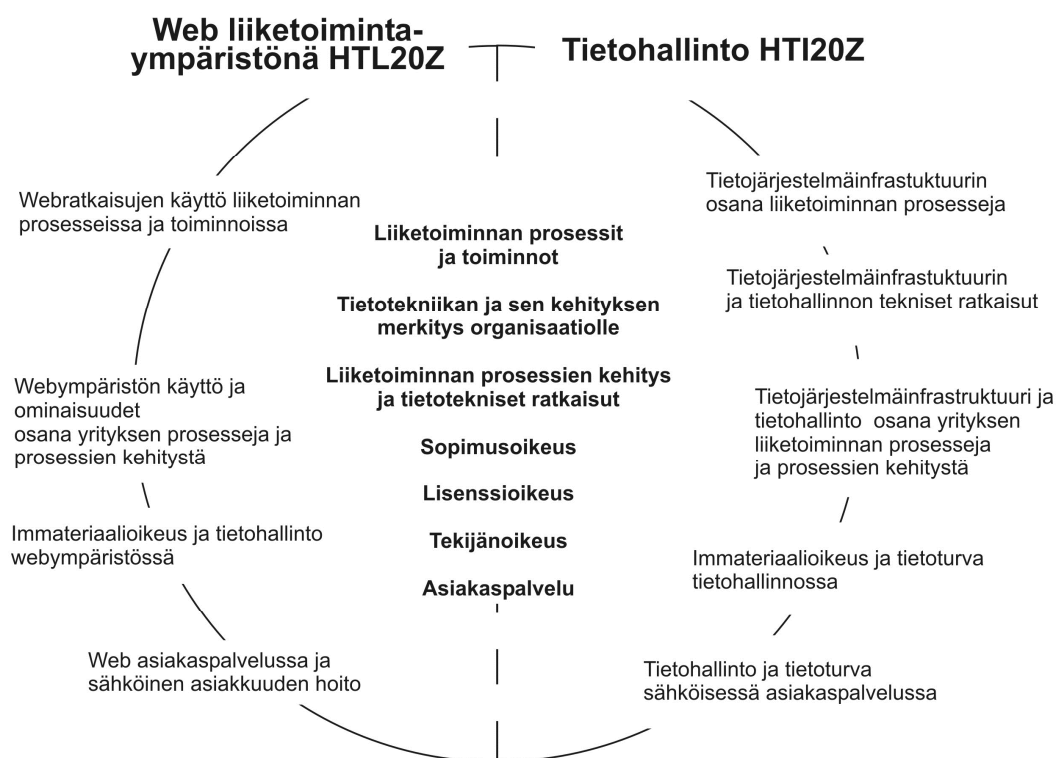 Web liiketoiminta-
ympäristönä HTL20Z
Tietohallinto HTI20Z
Webratkaisujen käyttö liiketoiminnan
prosesseissa ja toiminnoissa
Webympäristön käyttö ja
ominaisuudet
osana yrityksen prosesseja ja
prosessien kehitystä
Immateriaalioikeus ja tietohallinto
webympäristössä
Web asiakaspalvelussa ja
sähköinen asiakkuuden hoito
Liiketoiminnan prosessit
ja toiminnot
Tietotekniikan ja sen kehityksen
merkitys organisaatiolle
Liiketoiminnan prosessien kehitys
ja tietotekniset ratkaisut
Sopimusoikeus
Lisenssioikeus
Tekijänoikeus
Asiakaspalvelu
Tietojärjestelmäinfrastuktuurin
osana liiketoiminnan prosesseja
Tietojärjestelmäinfrastuktuurin
ja tietohallinnon tekniset ratkaisut
Tietojärjestelmäinfrastruktuuri ja
tietohallinto osana yrityksen
liiketoiminnan prosesseja
ja prosessien kehitystä
Immateriaalioikeus ja tietoturva
tietohallinnossa
Tietohallinto ja tietoturva
sähköisessä asiakaspalvelussa